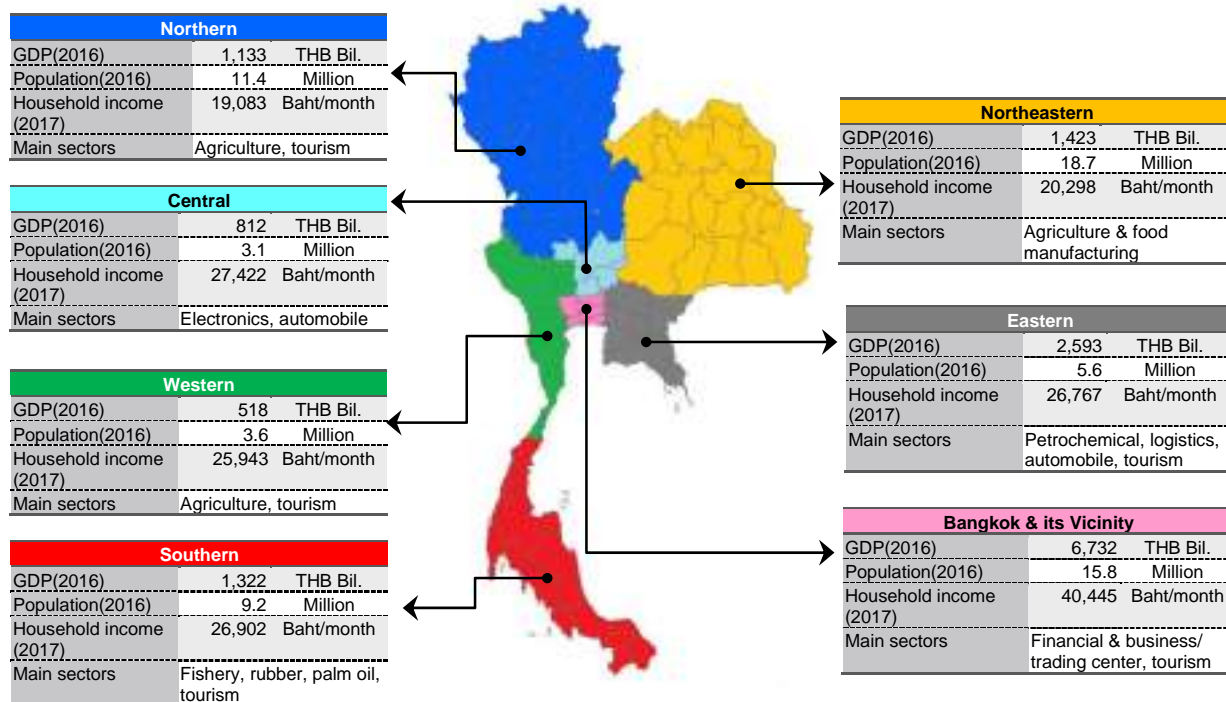 Northern
GDP(2016) 1,133 THB Bil.
Population(2016) 11.4 Million
Household income 19,083 Baht/month
(2017)
Main sectors Agriculture, tourism
Central
GDP(2016) 812 THB Bil.
Population(2016) 3.1 Million
Household income 27,422 Baht/month
(2017)
Main sectors Electronics, automobile
Western
GDP(2016) 518 THB Bil.
Population(2016) 3.6 Million
Household income 25,943 Baht/month
(2017)
Main sectors Agriculture, tourism
Southern
GDP(2016) 1,322 THB Bil.
Population(2016) 9.2 Million
Household income 26,902 Baht/month
(2017)
Main sectors Fishery, rubber, palm oil,
tourism
Northeastern
GDP(2016) 1,423 THB Bil.
Population(2016) 18.7 Million
Household income 20,298 Baht/month
(2017)
Main sectors Agriculture & food
manufacturing
Eastern
GDP(2016) 2,593 THB Bil.
Population(2016) 5.6 Million
Household income 26,767 Baht/month
(2017)
Main sectors Petrochemical, logistics,
automobile, tourism
Bangkok & its Vicinity
GDP(2016) 6,732 THB Bil.
Population(2016) 15.8 Million
Household income 40,445 Baht/month
(2017)
Main sectors Financial & business/
trading center, tourism